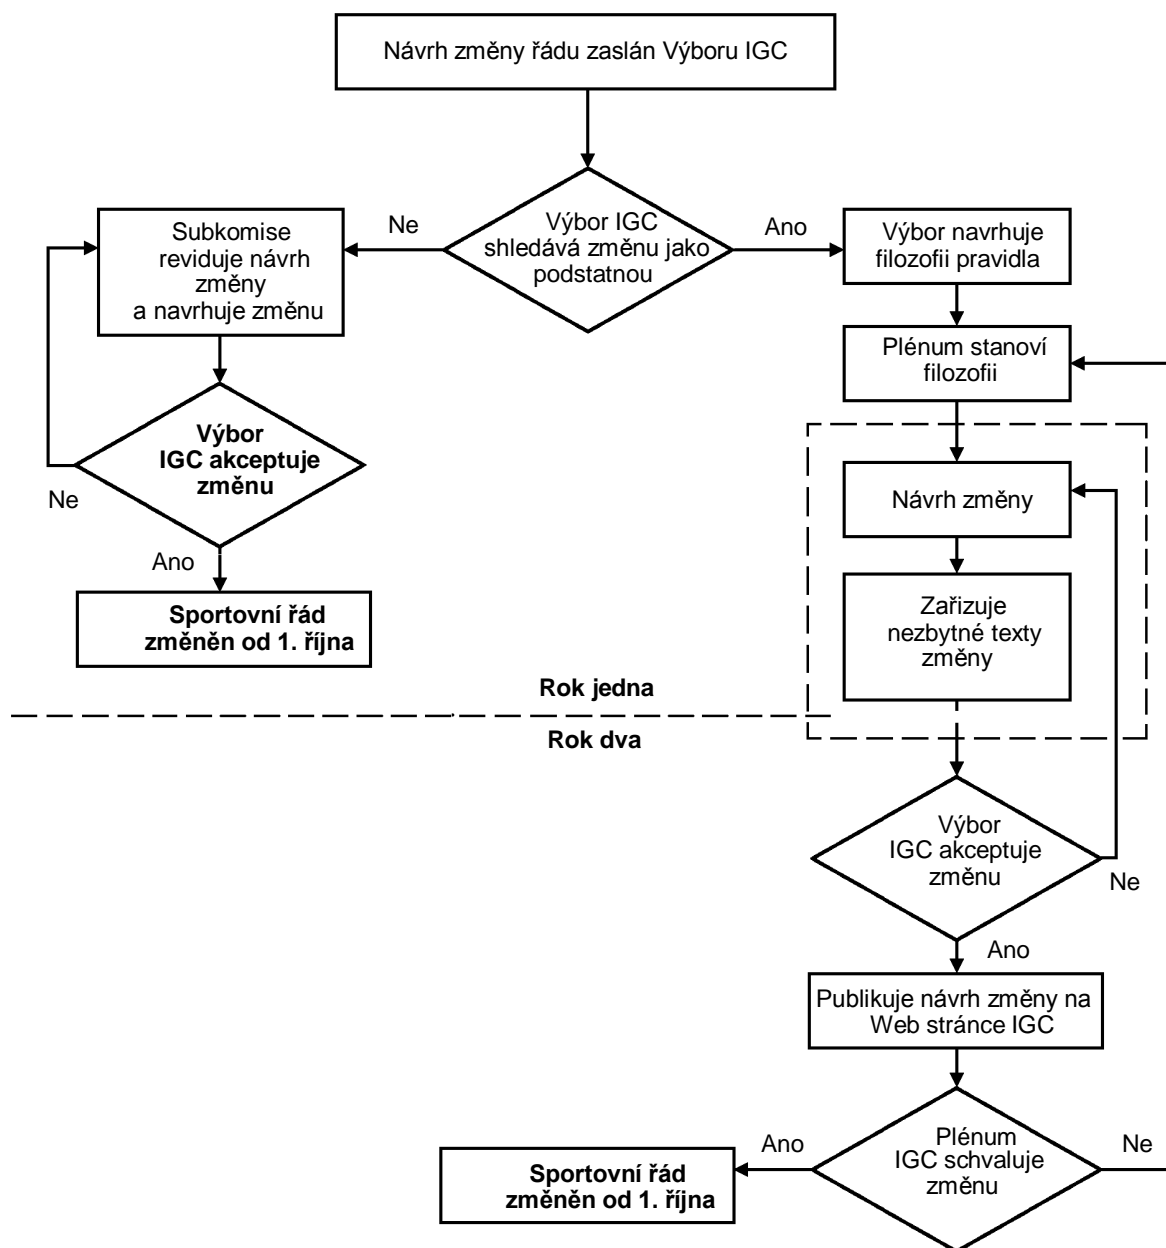 Návrh změny řádu zaslán Výboru IGC
Výbor IGC
shledává změnu jako
podstatnou
Ne
Ano
Subkomise
reviduje návrh
změny
a navrhuje změnu
Výbor navrhuje
filozofii pravidla
Plénum stanoví
filozofii
Výbor
IGC akceptuje
změnu
Ne
Ano
Návrh změny
Sportovní řád
změněn od 1. října
Zařizuje
nezbytné texty
změny
Rok jedna
Rok dva
Výbor
IGC akceptuje
změnu
Ne
Ano
Publikuje návrh změny na
Web stránce IGC
Plénum
IGC schvaluje
změnu
Ano
Ne
Sportovní řád
změněn od 1. října